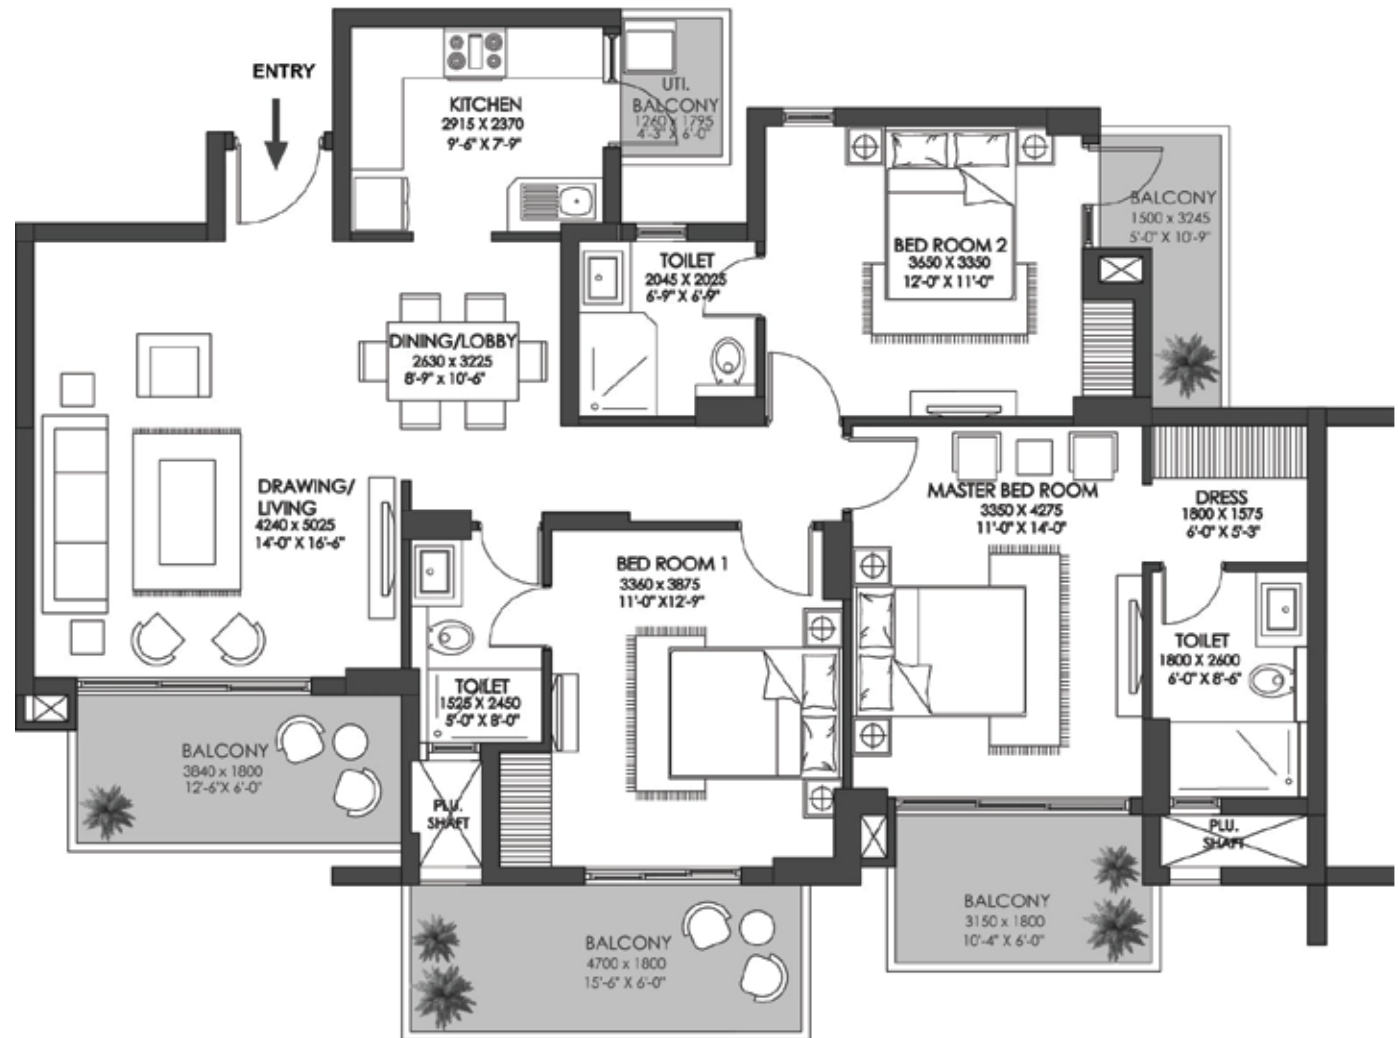 ENTRY
KITCHEN
2915 X 2370
9'-6" X 7'-9"
UTI.
BALCONY
1260 x 1795
4'-3" X 6'-0"
BALCONY
1500 x 3245
5'-0" X 10'-9"
BED ROOM 2
3650 X 3350
12'-0" X 11'-0"
TOILET
2045 X 2025
6'-9" X 6'-9"
DINING/LOBBY
2630 x 3225
8'-9" x 10'-6"
DRAWING/
LIVING
4240 x 5025
14'-0" X 16'-6"
MASTER BED ROOM
3350 X 4275
11'-0" X 14'-0"
DRESS
1800 X 1575
6'-0" X 5'-3"
BED ROOM 1
3360 x 3875
11'-0" X12'-9"
TOILET
1800 X 2600
6'-0" X 8'-6"
TOILET
1525 X 2450
5'-0" X 8'-0"
BALCONY
3840 x 1800
12'-6"X 6'-0"
PLU.
SHAFT
PLU.
SHAFT
BALCONY
3150 x 1800
10'-4" X 6'-0"
BALCONY
4700 x 1800
15'-6" X 6'-0"